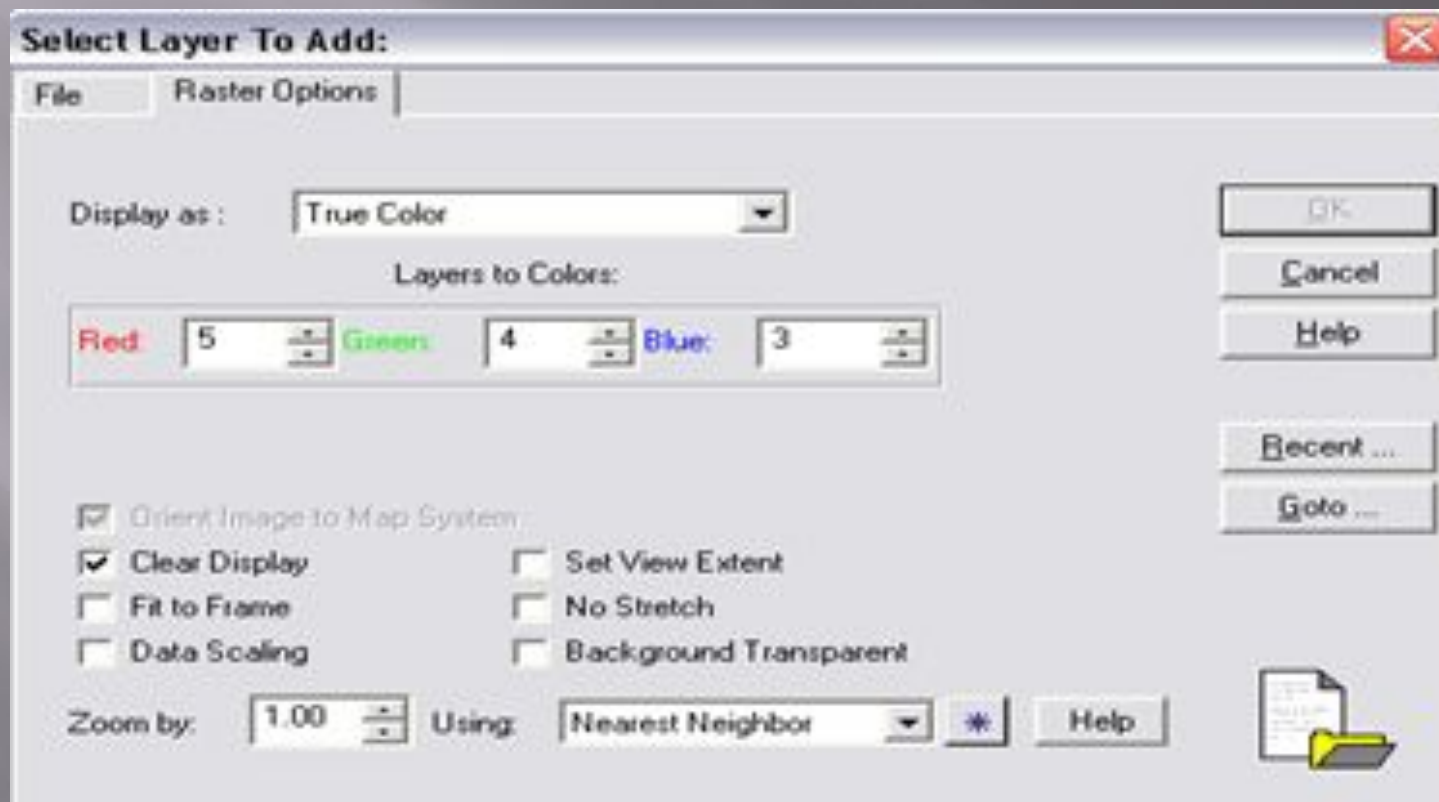 Select Layer To Add:
File Raster Options
Display as : True Color
OK
Layers to Colors:
Cancel
Red: 5 Green: 4 Blue: 3
Help
Recent ...
Goto ...
Orient Image to Map System
Clear Display Set View Extent
Fit to Frame No Stretch
Data Scaling Background Transparent
Zoom by: 1.00 Using: Nearest Neighbor Help